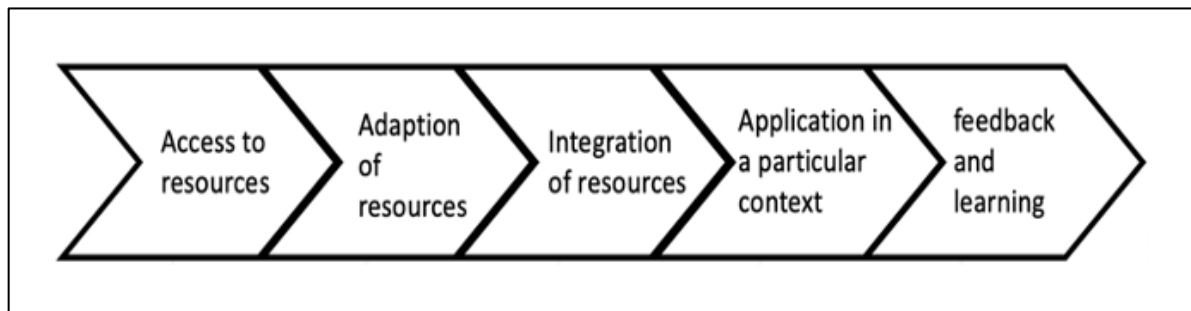 Access to
resources
Adaption
of
resources
Integration
of resources
Application in
a particular
context
feedback
and
learning